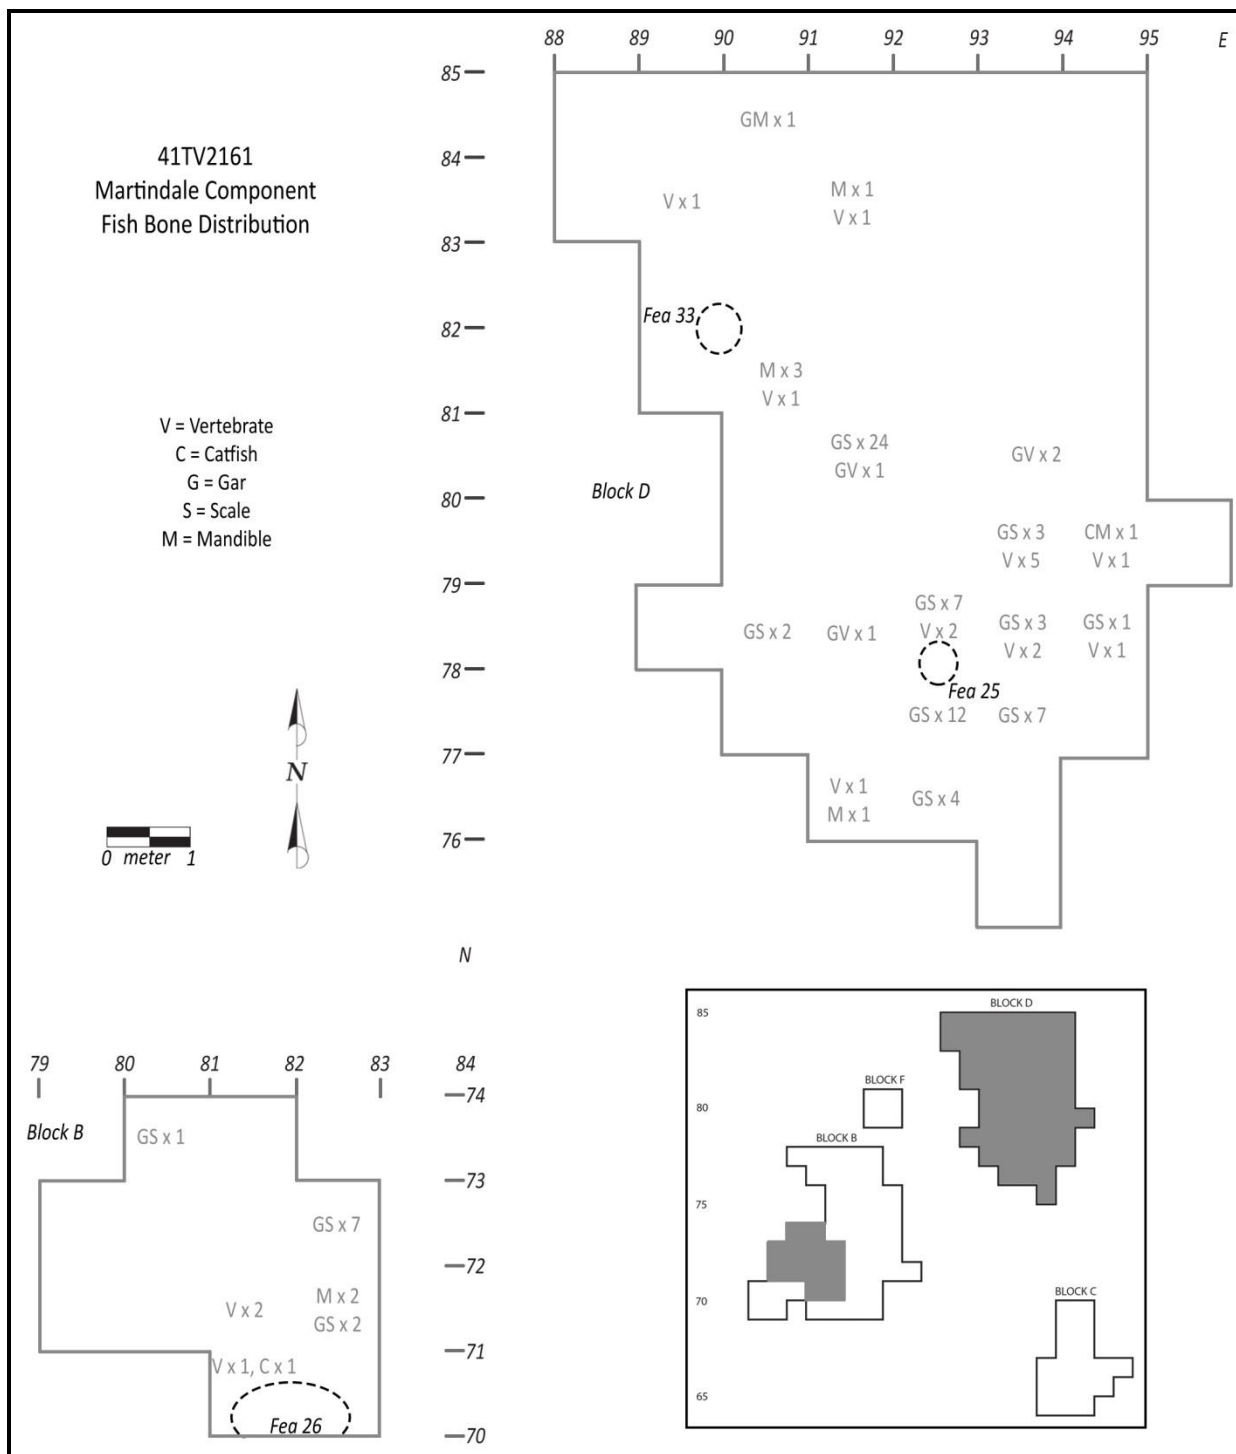 88 89 90 91 92 93 94 95 E
85
GM x 1
84
41TV2161
Martindale Component
Fish Bone Distribution
V x 1
M x 1
V x 1
83
Fea 33
82
M x 3
V x 1
81
V = Vertebrate
C = Catfish
G = Gar
S = Scale
M = Mandible
GS x 24
GV x 1
GV x 2
Block D
80
GS x 3
V x 5
CM x 1
V x 1
79
GS x 2
GV x 1
GS x 7
V x 2
GS x 3
V x 2
GS x 1
V x 1
78
Fea 25
GS x 12
GS x 7
77
N
V x 1
M x 1
GS x 4
76
0 meter 1
N
79 80 81 82 83 84
74
Block B
GS x 1
73
GS x 7
72
V x 2
M x 2
GS x 2
71
V x 1, C x 1
Fea 26
70
BLOCK D
85
BLOCK F
80
BLOCK B
75
70
BLOCK C
65